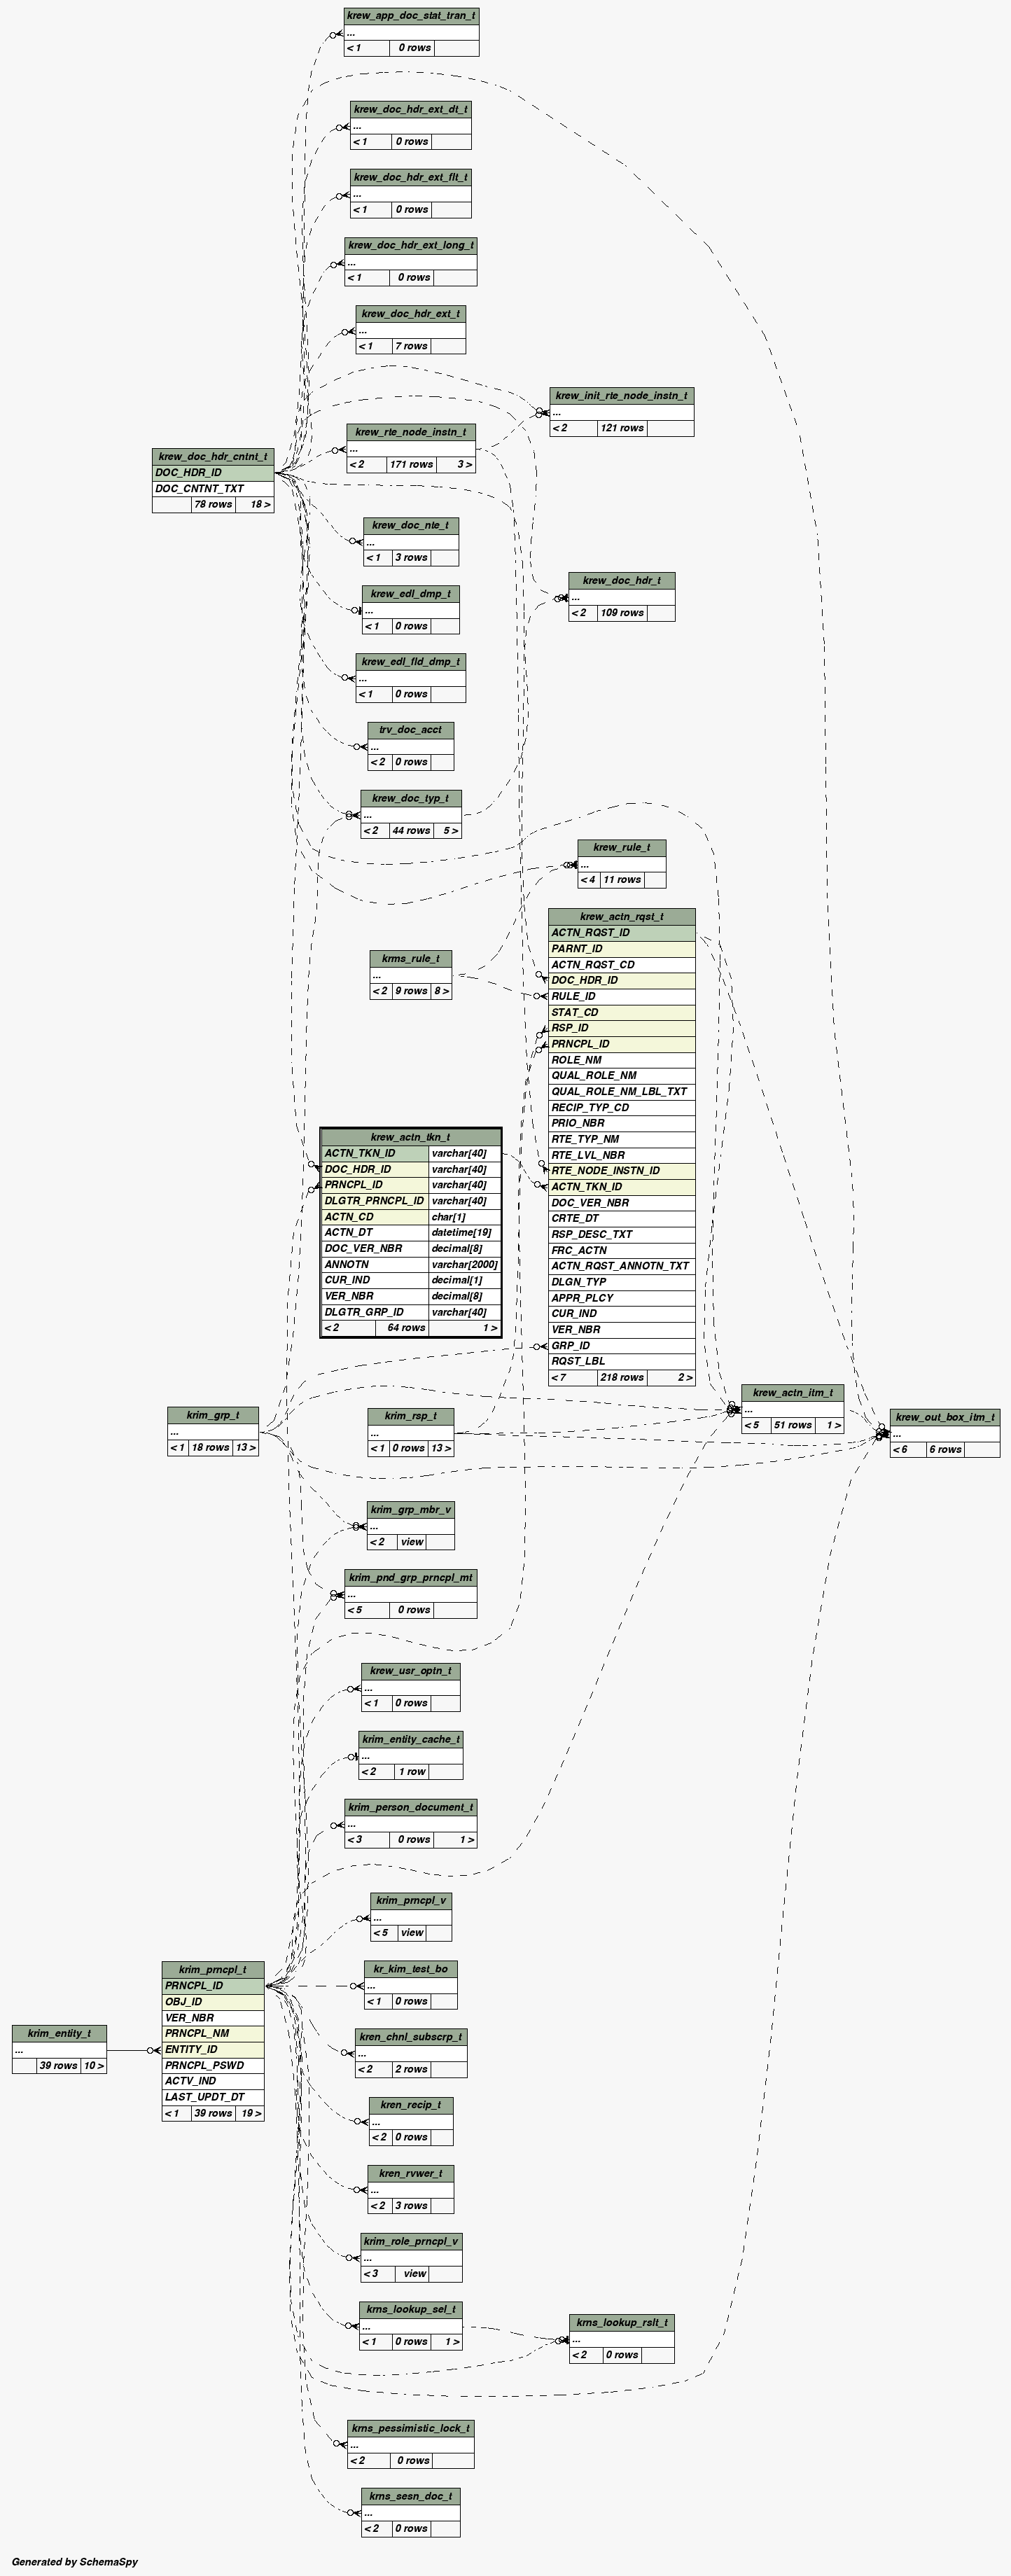 krew_app_doc_stat_tran_t
...
< 1 0 rows
krew_doc_hdr_ext_dt_t
...
< 1 0 rows
krew_doc_hdr_ext_flt_t
...
< 1 0 rows
krew_doc_hdr_ext_long_t
...
< 1 0 rows
krew_doc_hdr_ext_t
...
< 1 7 rows
krew_init_rte_node_instn_t
...
< 2 121 rows
krew_rte_node_instn_t
...
< 2 171 rows 3 >
krew_doc_hdr_cntnt_t
DOC_HDR_ID
DOC_CNTNT_TXT
78 rows 18 >
krew_doc_nte_t
...
< 1 3 rows
krew_doc_hdr_t
...
< 2 109 rows
krew_edl_dmp_t
...
< 1 0 rows
krew_edl_fld_dmp_t
...
< 1 0 rows
trv_doc_acct
...
< 2 0 rows
krew_doc_typ_t
...
< 2 44 rows 5 >
krew_rule_t
...
< 4 11 rows
krms_rule_t
...
< 2 9 rows 8 >
krew_actn_rqst_t
ACTN_RQST_ID
PARNT_ID
ACTN_RQST_CD
DOC_HDR_ID
RULE_ID
STAT_CD
RSP_ID
PRNCPL_ID
ROLE_NM
QUAL_ROLE_NM
QUAL_ROLE_NM_LBL_TXT
RECIP_TYP_CD
PRIO_NBR
RTE_TYP_NM
RTE_LVL_NBR
RTE_NODE_INSTN_ID
ACTN_TKN_ID
DOC_VER_NBR
CRTE_DT
RSP_DESC_TXT
FRC_ACTN
ACTN_RQST_ANNOTN_TXT
DLGN_TYP
APPR_PLCY
CUR_IND
VER_NBR
GRP_ID
RQST_LBL
< 7 218 rows 2 >
krew_actn_tkn_t
ACTN_TKN_ID varchar[40]
DOC_HDR_ID varchar[40]
PRNCPL_ID varchar[40]
DLGTR_PRNCPL_ID varchar[40]
ACTN_CD char[1]
ACTN_DT datetime[19]
DOC_VER_NBR decimal[8]
ANNOTN varchar[2000]
CUR_IND decimal[1]
VER_NBR decimal[8]
DLGTR_GRP_ID varchar[40]
< 2 64 rows 1 >
krew_actn_itm_t
...
< 5 51 rows 1 >
krim_grp_t
...
< 1 18 rows 13 >
krim_rsp_t
...
< 1 0 rows 13 >
krew_out_box_itm_t
...
< 6 6 rows
krim_grp_mbr_v
...
< 2 view
krim_pnd_grp_prncpl_mt
...
< 5 0 rows
krew_usr_optn_t
...
< 1 0 rows
krim_entity_cache_t
...
< 2 1 row
krim_person_document_t
...
< 3 0 rows 1 >
krim_prncpl_v
...
< 5 view
krim_prncpl_t
PRNCPL_ID
OBJ_ID
VER_NBR
PRNCPL_NM
ENTITY_ID
PRNCPL_PSWD
ACTV_IND
LAST_UPDT_DT
< 1 39 rows 19 >
kr_kim_test_bo
...
< 1 0 rows
krim_entity_t
...
39 rows 10 >
kren_chnl_subscrp_t
...
< 2 2 rows
kren_recip_t
...
< 2 0 rows
kren_rvwer_t
...
< 2 3 rows
krim_role_prncpl_v
...
< 3 view
krns_lookup_sel_t
...
< 1 0 rows 1 >
krns_lookup_rslt_t
...
< 2 0 rows
krns_pessimistic_lock_t
...
< 2 0 rows
krns_sesn_doc_t
...
< 2 0 rows
Generated by SchemaSpy